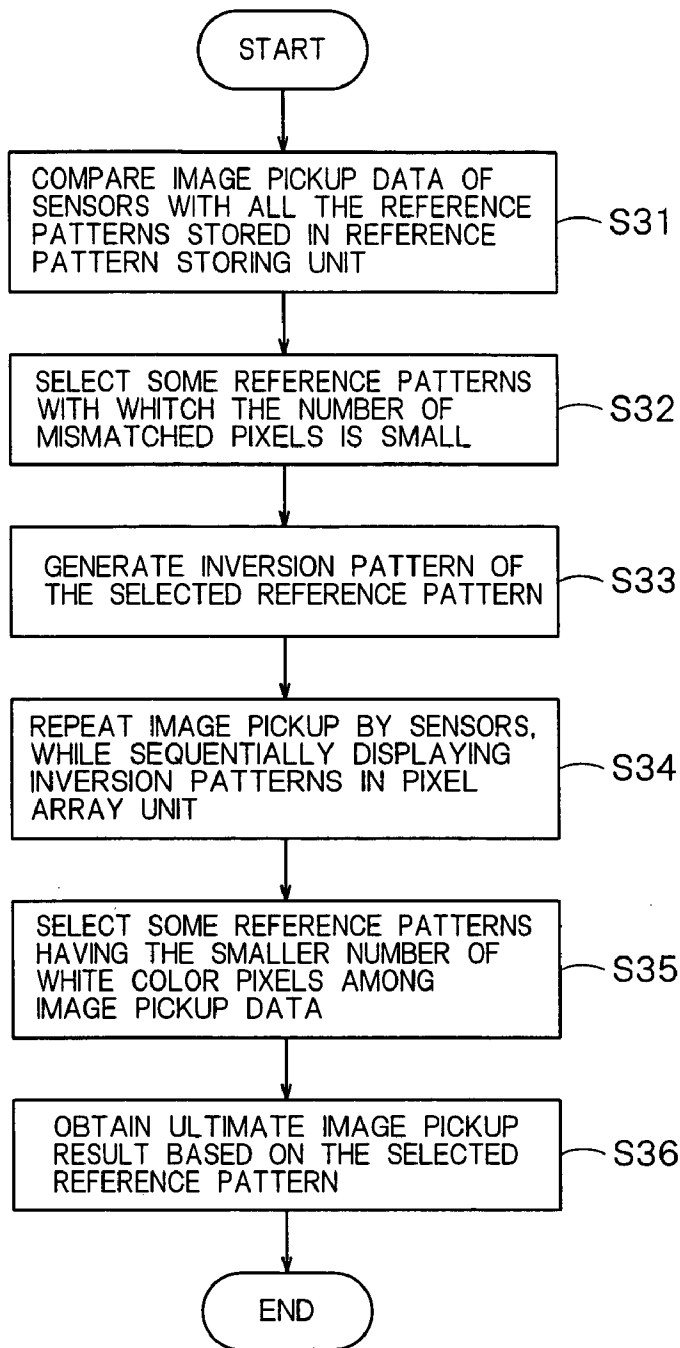 START
COMPARE IMAGE PICKUP DATA OF
SENSORS WITH ALL THE REFERENCE
PATTERNS STORED IN REFERENCE
PATTERN STORING UNIT
S31
SELECT SOME REFERENCE PATTERNS
WITH WHITCH THE NUMBER OF
MISMATCHED PIXELS IS SMALL
S32
GENERATE INVERSION PATTERN OF
THE SELECTED REFERENCE PATTERN
S33
REPEAT IMAGE PICKUP BY SENSORS,
WHILE SEQUENTIALLY DISPLAYING
INVERSION PATTERNS IN PIXEL
ARRAY UNIT
S34
SELECT SOME REFERENCE PATTERNS
HAVING THE SMALLER NUMBER OF
WHITE COLOR PIXELS AMONG
IMAGE PICKUP DATA
S35
OBTAIN ULTIMATE IMAGE PICKUP
RESULT BASED ON THE SELECTED
REFERENCE PATTERN
S36
END